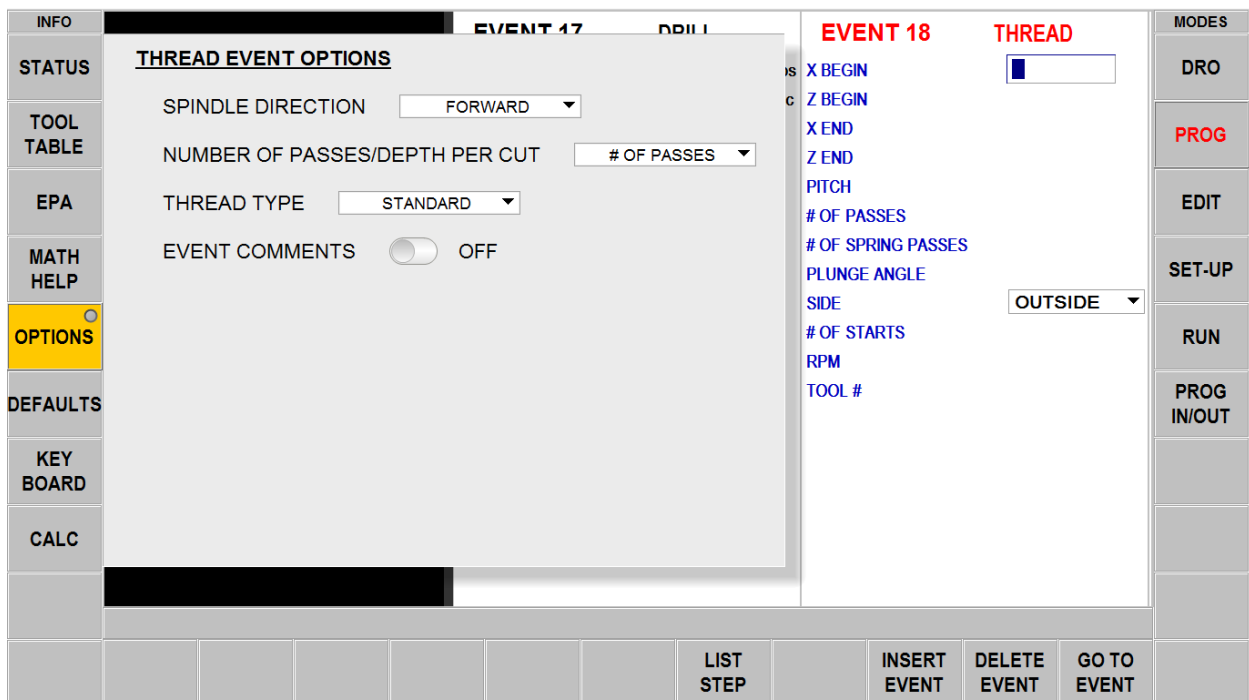 INFO
STATUS
TOOL
TABLE
EPA
MATH
HELP
OPTIONS
DEFAULTS
KEY
BOARD
CALC
THREAD EVENT OPTIONS
SPINDLE DIRECTION FORWARD
NUMBER OF PASSES/DEPTH PER CUT # OF PASSES
THREAD TYPE STANDARD
EVENT COMMENTS OFF
EVENT 17 DRILL
EVENT 18 THREAD
X BEGIN
Z BEGIN
X END
Z END
PITCH
# OF PASSES
# OF SPRING PASSES
PLUNGE ANGLE
SIDE OUTSIDE
# OF STARTS
RPM
TOOL #
MODES
DRO
PROG
EDIT
SET-UP
RUN
PROG
IN/OUT
LIST
STEP
INSERT
EVENT
DELETE
EVENT
GO TO
EVENT